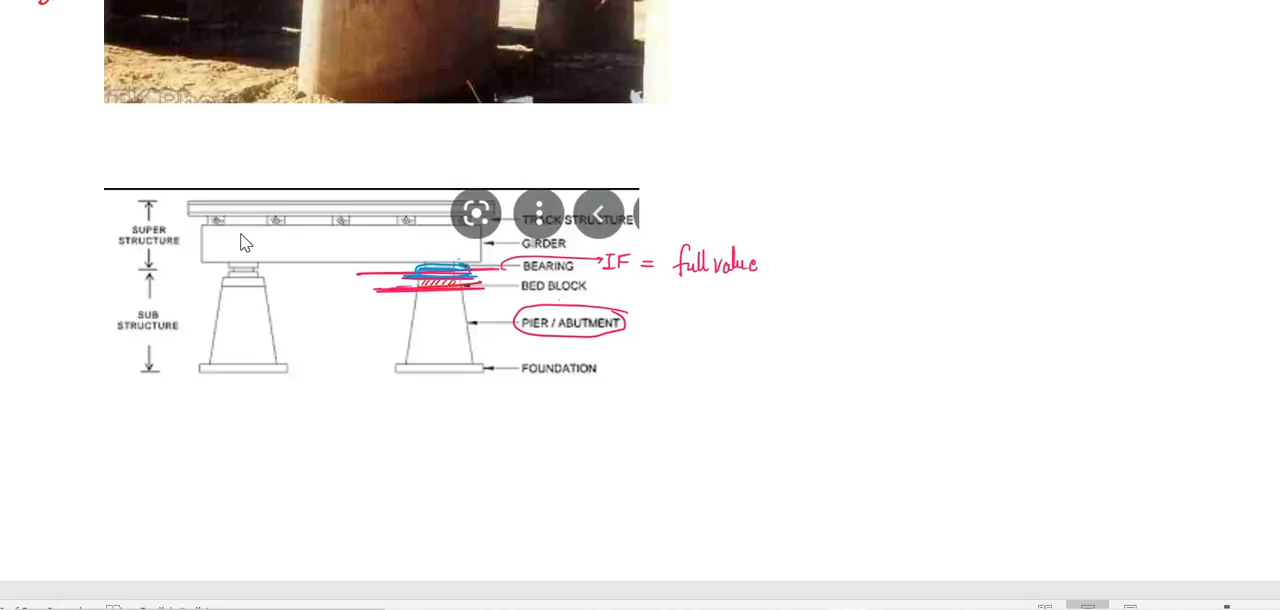 SUPER
STRUCTURE
TRACK STRUCTURE
GIRDER
BEARING
IF = full value
BED BLOCK
SUB
STRUCTURE
PIER / ABUTMENT
FOUNDATION